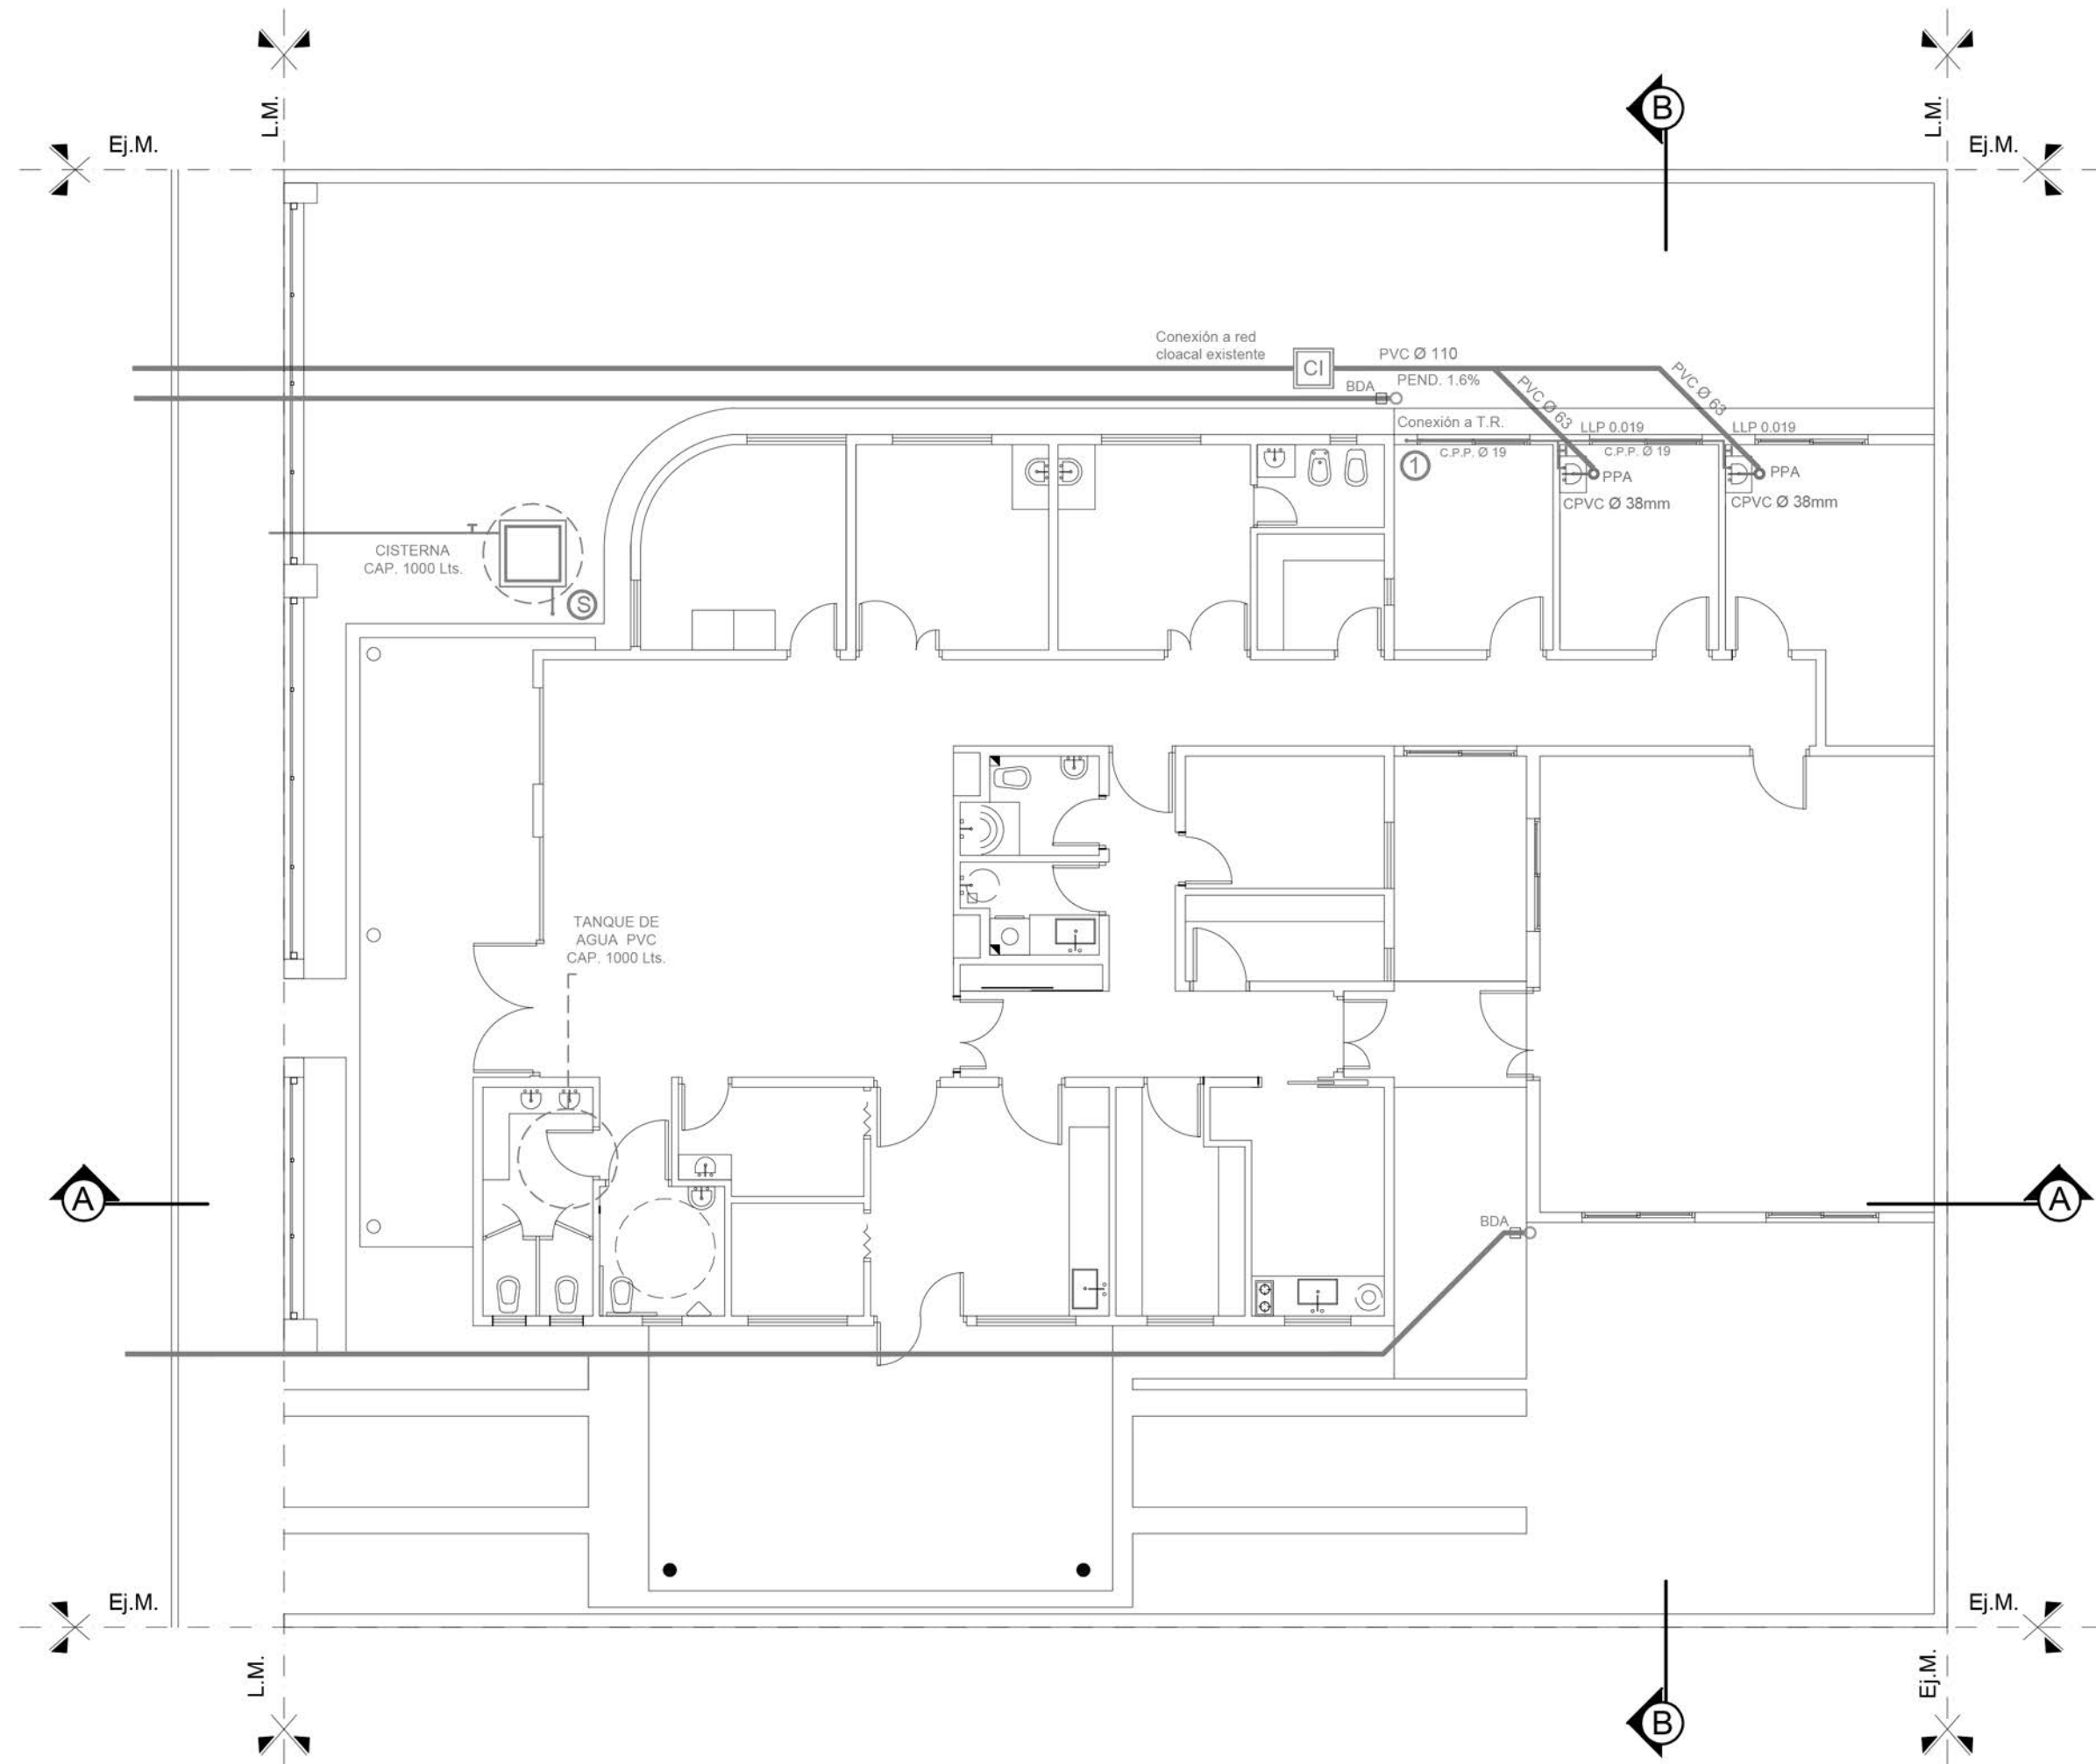 L.M.
L.M.
B
Ej.M.
Ej.M.
Conexión a red
cloacal existente
CI
PVC Ø 110
PEND. 1.6%
BDA
PVC Ø 63
PVC Ø 63
Conexión a T.R.
LLP 0.019
LLP 0.019
C.P.P. Ø 19
C.P.P. Ø 19
1
PPA
PPA
CPVC Ø 38mm
CPVC Ø 38mm
CISTERNA
CAP. 1000 Lts.
S
TANQUE DE
AGUA PVC
CAP. 1000 Lts.
A
A
BDA
Ej.M.
Ej.M.
L.M.
Ej.M.
B